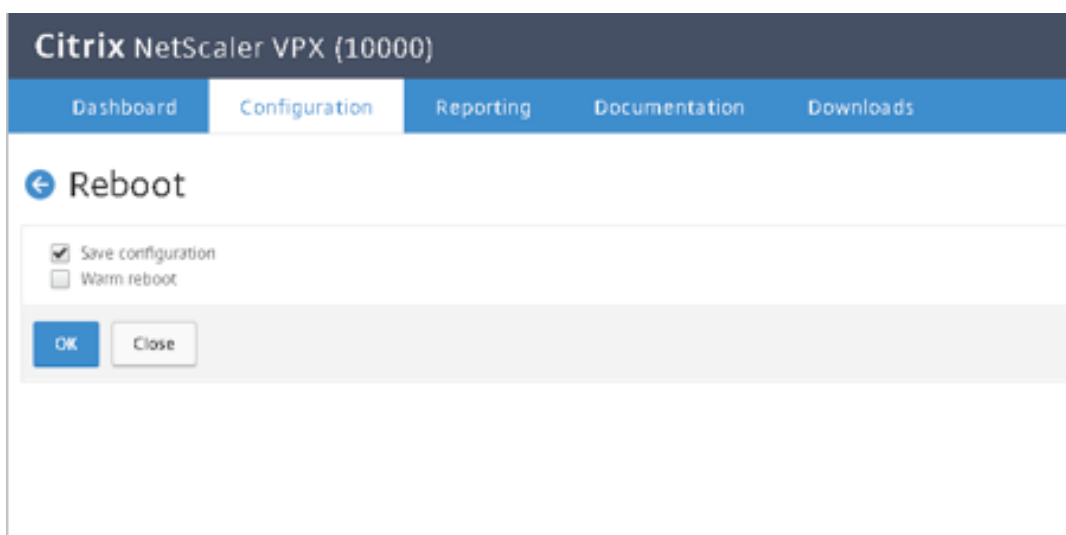 Citrix NetScaler VPX (10000)
Dashboard Configuration Reporting Documentation Downloads
Reboot
Save configuration
Warm reboot
OK Close